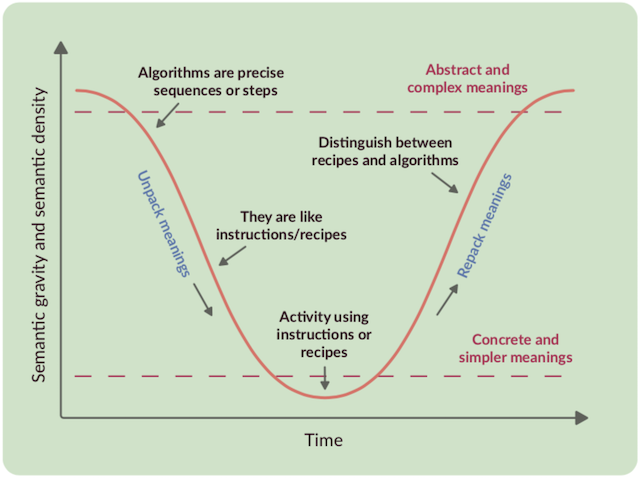 Semantic gravity and semantic density
Algorithms are precise
sequences or steps
Abstract and
complex meanings
Distinguish between
recipes and algorithms
Unpack meanings
They are like
instructions/recipes
Repack meanings
Activity using
instructions or
recipes
Concrete and
simpler meanings
Time